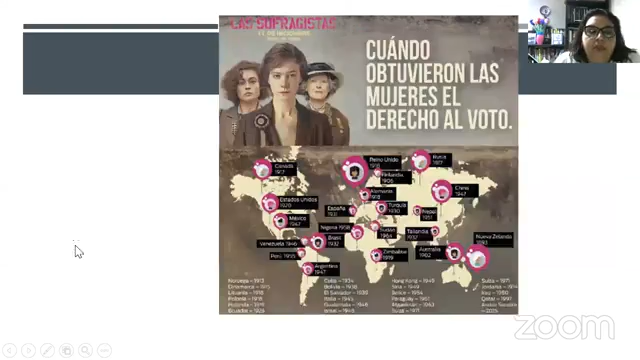 LAS SUFRAGISTAS
CUÁNDO
OBTUVIERON LAS
MUJERES EL
DERECHO AL VOTO.
Canadá
1917
Reino Unido
1918
Rusia
1917
Finlandia
1906
Alemania
1918
China
1947
Estados Unidos
1920
España
1931
Turquía
1930
México
1947
Nepal
1951
Nigeria 1958
Sudán
1964
Tailandia
1932
Nueva Zelanda
1893
Venezuela 1946
Brasil
1932
Perú 1955
Zimbabwe
1919
Australia
1962
Argentina
1947
Noruega - 1913
Cuba - 1934
Hong Kong - 1949
Suiza - 1971
Dinamarca - 1915
Bolivia - 1938
Siria - 1949
Lituania - 1918
El Salvador - 1939
Polonia - 1918
Italia - 1945
Paraguay - 1961
Qatar - 1997
Holanda - 1919
Guatemala - 1946
Afganistán - 1963
Arabia Saudita
Ecuador - 1929
- 2015
zoom